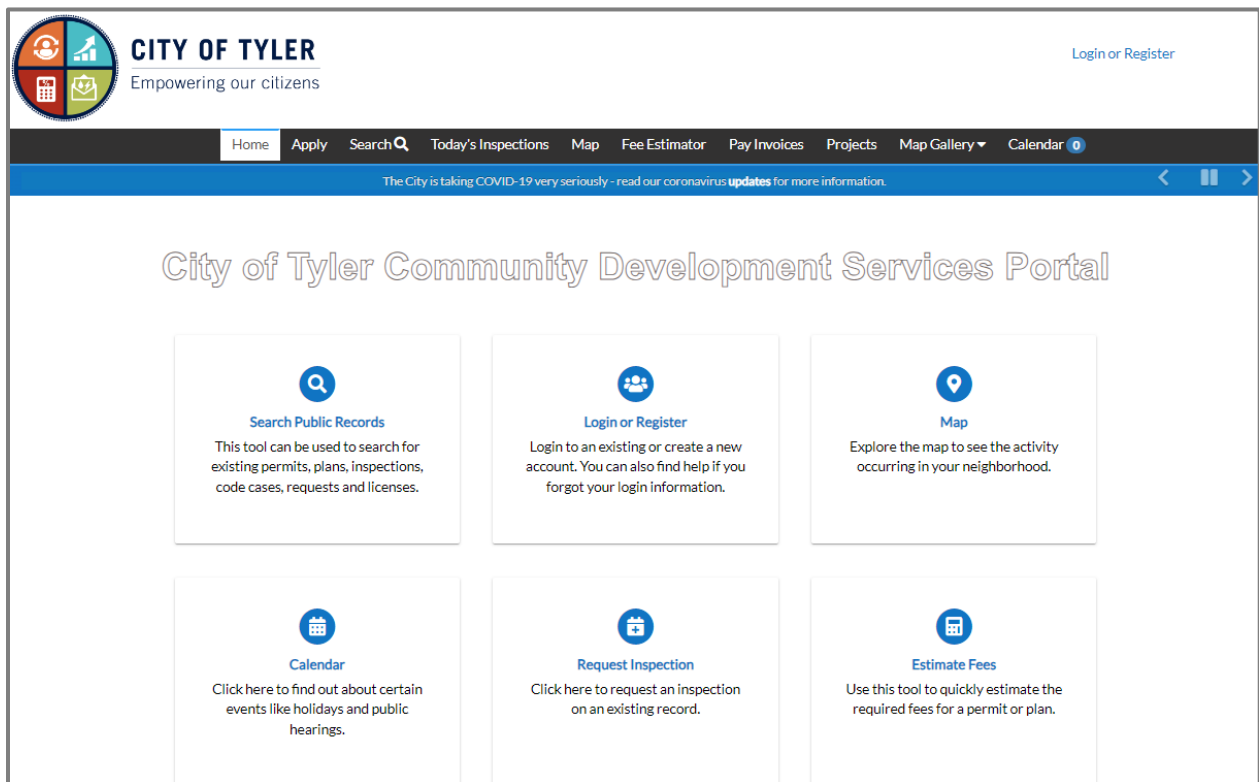 CITY OF TYLER
Empowering our citizens
Login or Register
Home Apply Search Today's Inspections Map Fee Estimator Pay Invoices Projects Map Gallery Calendar 0
The City is taking COVID-19 very seriously - read our coronavirus updates for more information.
City of Tyler Community Development Services Portal
Search Public Records
This tool can be used to search for
existing permits, plans, inspections,
code cases, requests and licenses.
Login or Register
Login to an existing or create a new
account. You can also find help if you
forgot your login information.
Map
Explore the map to see the activity
occurring in your neighborhood.
Calendar
Click here to find out about certain
events like holidays and public
hearings.
Request Inspection
Click here to request an inspection
on an existing record.
Estimate Fees
Use this tool to quickly estimate the
required fees for a permit or plan.